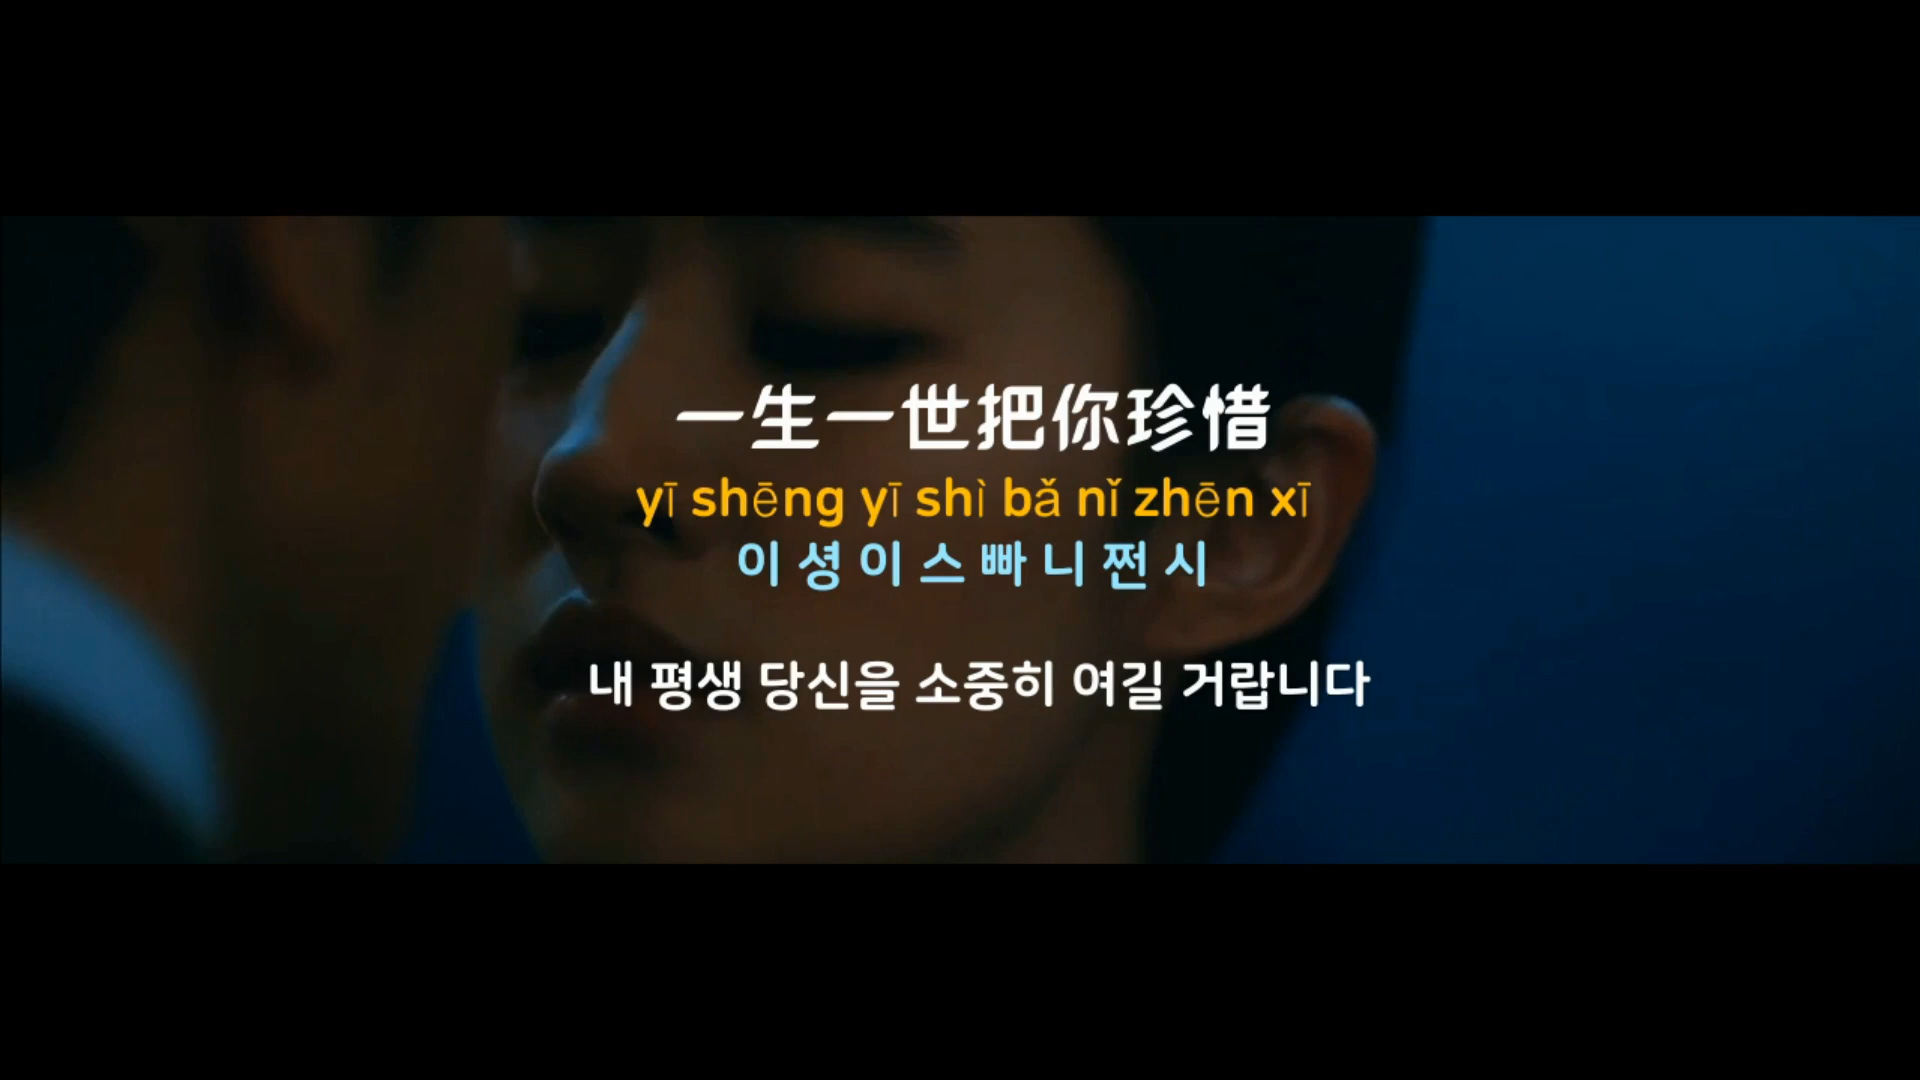 一生一世把你珍惜
yī shēng yī shì bǎ nǐ zhēn xī
이 셩 이 스 빠 니 쩐 시
내 평생 당신을 소중히 여길 거랍니다